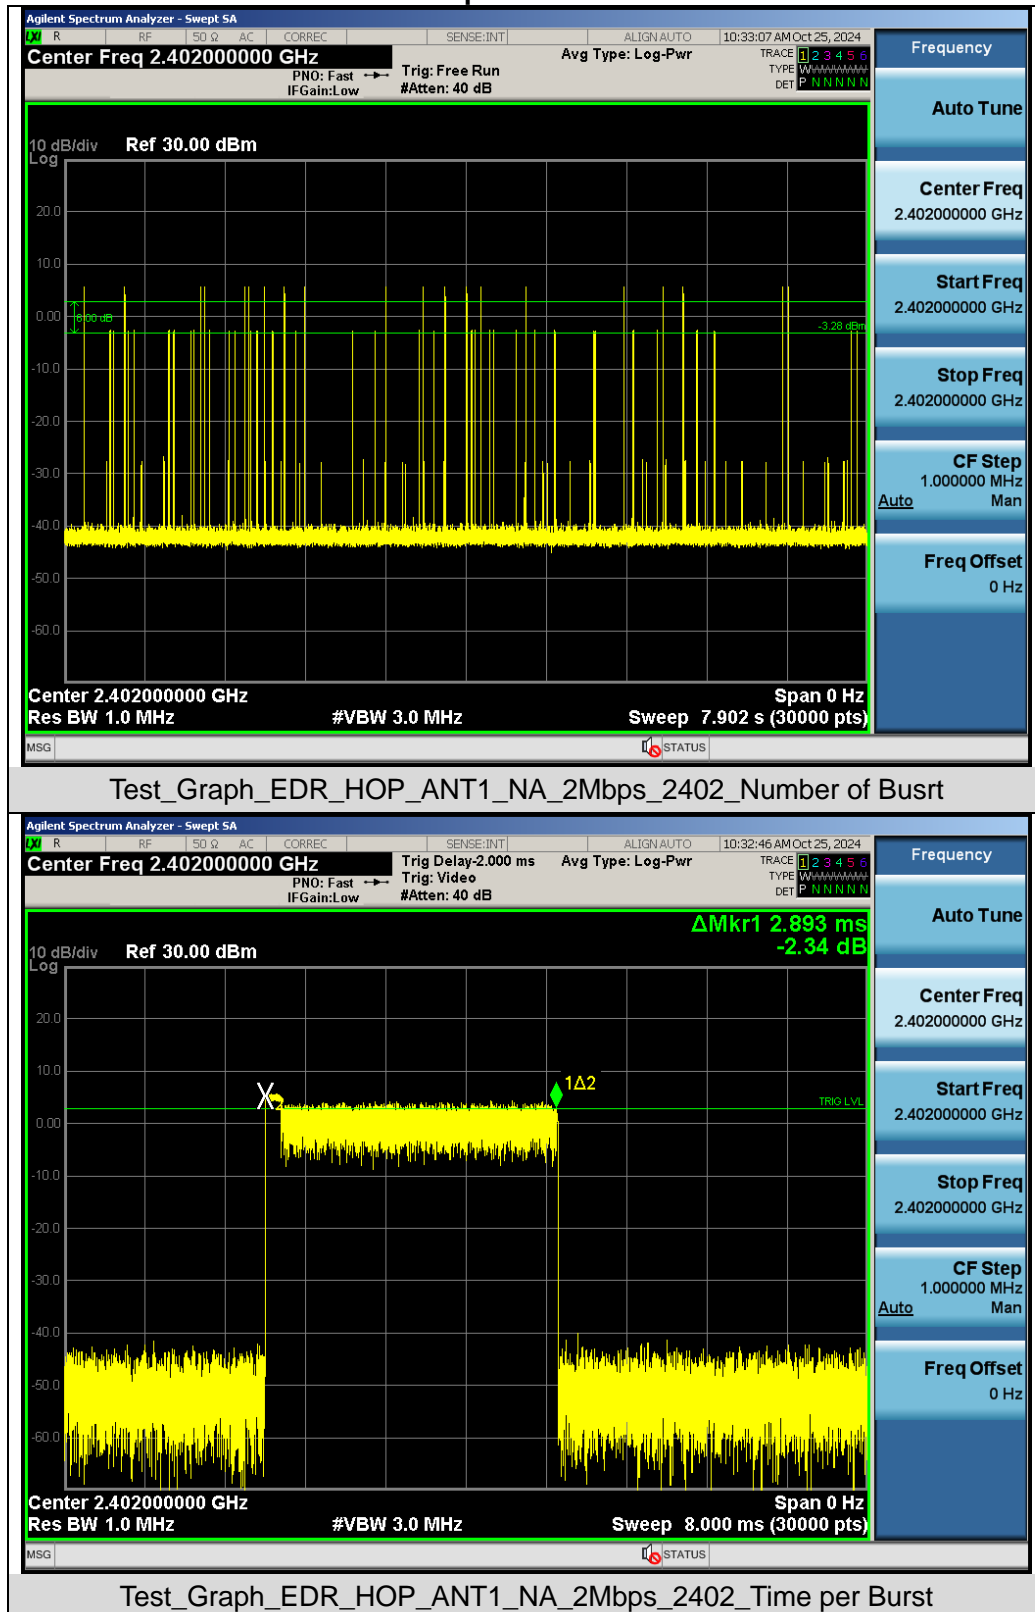 Agilent Spectrum Analyzer - Swept SA
LXI R RF 50 Ω AC CORREC SENSE:INT ALIGN AUTO 10:33:07 AM Oct 25, 2024
Center Freq 2.402000000 GHz
PNO: Fast
IFGain:Low
Trig: Free Run
#Atten: 40 dB
Avg Type: Log-Pwr
TRACE 1 2 3 4 5 6
TYPE
DET P N N N N N
10 dB/div Ref 30.00 dBm
Log
20.0
10.0
0.00
6.00 dB
-3.28 dBm
-10.0
-20.0
-30.0
-40.0
-50.0
-60.0
Center 2.402000000 GHz Span 0 Hz
Res BW 1.0 MHz #VBW 3.0 MHz Sweep 7.902 s (30000 pts)
MSG STATUS
Frequency
Auto Tune
Center Freq
2.402000000 GHz
Start Freq
2.402000000 GHz
Stop Freq
2.402000000 GHz
CF Step
1.000000 MHz
Auto Man
Freq Offset
0 Hz
Test_Graph_EDR_HOP_ANT1_NA_2Mbps_2402_Number of Busrt
Agilent Spectrum Analyzer - Swept SA
LXI R RF 50 Ω AC CORREC SENSE:INT ALIGN AUTO 10:32:46 AM Oct 25, 2024
Center Freq 2.402000000 GHz
PNO: Fast
IFGain:Low
Trig Delay-2.000 ms
Trig: Video
#Atten: 40 dB
Avg Type: Log-Pwr
TRACE 1 2 3 4 5 6
TYPE
DET P N N N N N
ΔMkr1 2.893 ms
-2.34 dB
10 dB/div Ref 30.00 dBm
Log
20.0
10.0
1Δ2
TRIG LVL
0.00
-10.0
-20.0
-30.0
-40.0
-50.0
-60.0
Center 2.402000000 GHz Span 0 Hz
Res BW 1.0 MHz #VBW 3.0 MHz Sweep 8.000 ms (30000 pts)
MSG STATUS
Frequency
Auto Tune
Center Freq
2.402000000 GHz
Start Freq
2.402000000 GHz
Stop Freq
2.402000000 GHz
CF Step
1.000000 MHz
Auto Man
Freq Offset
0 Hz
Test_Graph_EDR_HOP_ANT1_NA_2Mbps_2402_Time per Burst